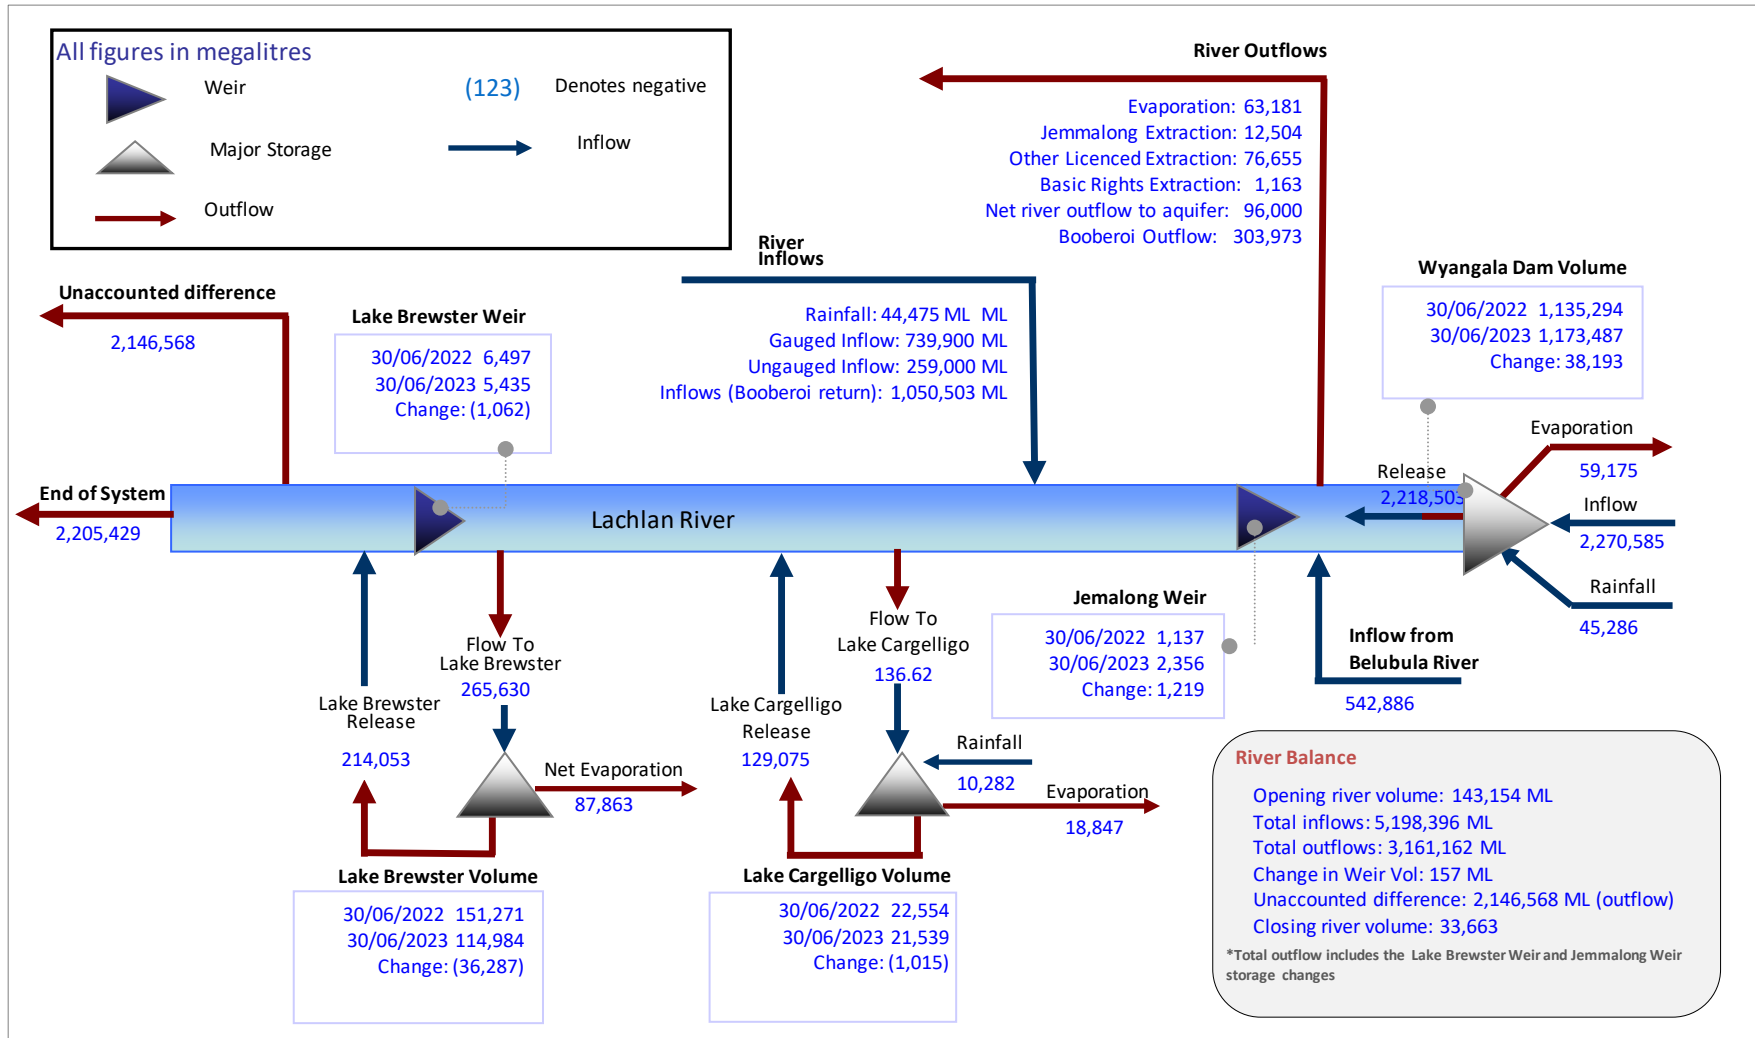 All figures in megalitres
Weir
(123)
Denotes negative
Major Storage
Inflow
Outflow
River Outflows
Evaporation: 63,181
Jemmalong Extraction: 12,504
Other Licenced Extraction: 76,655
Basic Rights Extraction: 1,163
Net river outflow to aquifer: 96,000
Booberoi Outflow: 303,973
River
Inflows
Rainfall: 44,475 ML ML
Gauged Inflow: 739,900 ML
Ungauged Inflow: 259,000 ML
Inflows (Booberoi return): 1,050,503 ML
Wyangala Dam Volume
30/06/2022 1,135,294
30/06/2023 1,173,487
Change: 38,193
Unaccounted difference
2,146,568
Lake Brewster Weir
30/06/2022 6,497
30/06/2023 5,435
Change: (1,062)
Evaporation
59,175
Release
2,218,503
End of System
2,205,429
Lachlan River
Inflow
2,270,585
Rainfall
45,286
Jemalong Weir
30/06/2022 1,137
30/06/2023 2,356
Change: 1,219
Inflow from
Belubula River
542,886
Flow To
Lake Brewster
265,630
Lake Brewster
Release
214,053
Flow To
Lake Cargelligo
136.62
Lake Cargelligo
Release
129,075
Net Evaporation
87,863
Rainfall
10,282
Evaporation
18,847
Lake Brewster Volume
30/06/2022 151,271
30/06/2023 114,984
Change: (36,287)
Lake Cargelligo Volume
30/06/2022 22,554
30/06/2023 21,539
Change: (1,015)
River Balance
Opening river volume: 143,154 ML
Total inflows: 5,198,396 ML
Total outflows: 3,161,162 ML
Change in Weir Vol: 157 ML
Unaccounted difference: 2,146,568 ML (outflow)
Closing river volume: 33,663
*Total outflow includes the Lake Brewster Weir and Jemmalong Weir
storage changes